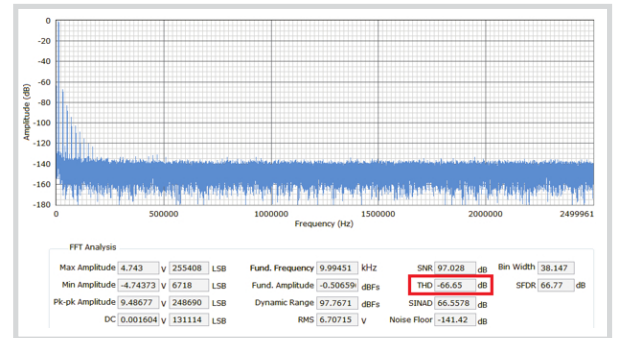 0
-20
-40
-60
-80
-100
-120
-140
-160
-180
Amplitude (dB)
0 500000 1000000 1500000 2000000 2499961
Frequency (Hz)
FFT Analysis
Max Amplitude 4.743 V 255408 LSB Fund. Frequency 9.99451 kHz SNR 97.028 dB Bin Width 38.147
Min Amplitude -4.74373 V 6718 LSB Fund. Amplitude -0.50659 dBFs THD -66.65 dB SFDR 66.77 dB
Pk-pk Amplitude 9.48677 V 248690 LSB Dynamic Range 97.7671 dBFs SINAD 66.5578 dB
DC 0.001604 V 131114 LSB RMS 6.70715 V Noise Floor -141.42 dB